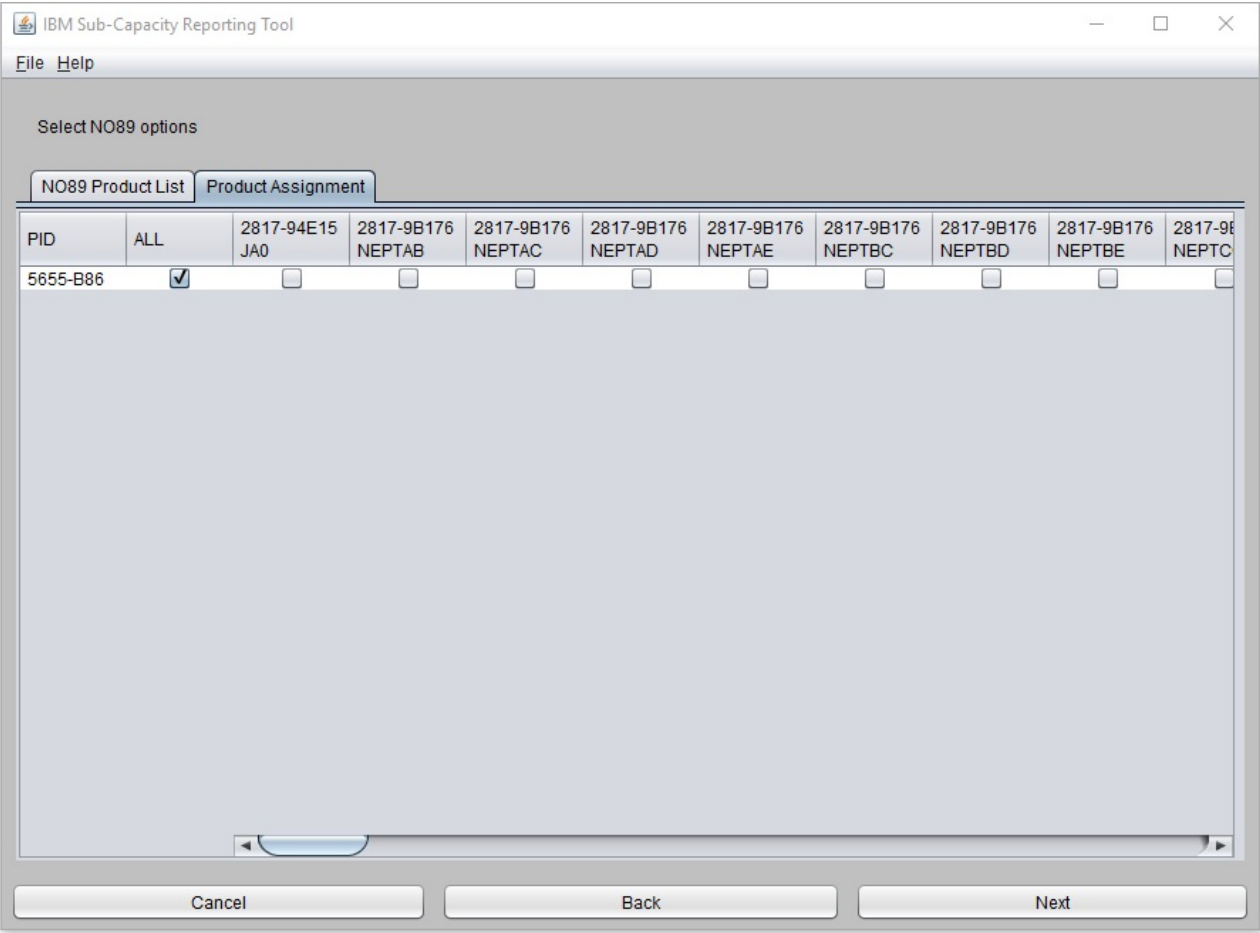 IBM Sub-Capacity Reporting Tool
File Help
Select NO89 options
NO89 Product List Product Assignment
PID ALL 2817-94E15 2817-9B176 2817-9B176 2817-9B176 2817-9B176 2817-9B176 2817-9B176 2817-9B176
JA0 NEPTAB NEPTAC NEPTAD NEPTAE NEPTBC NEPTBD NEPTBE
5655-B86
Cancel Back Next